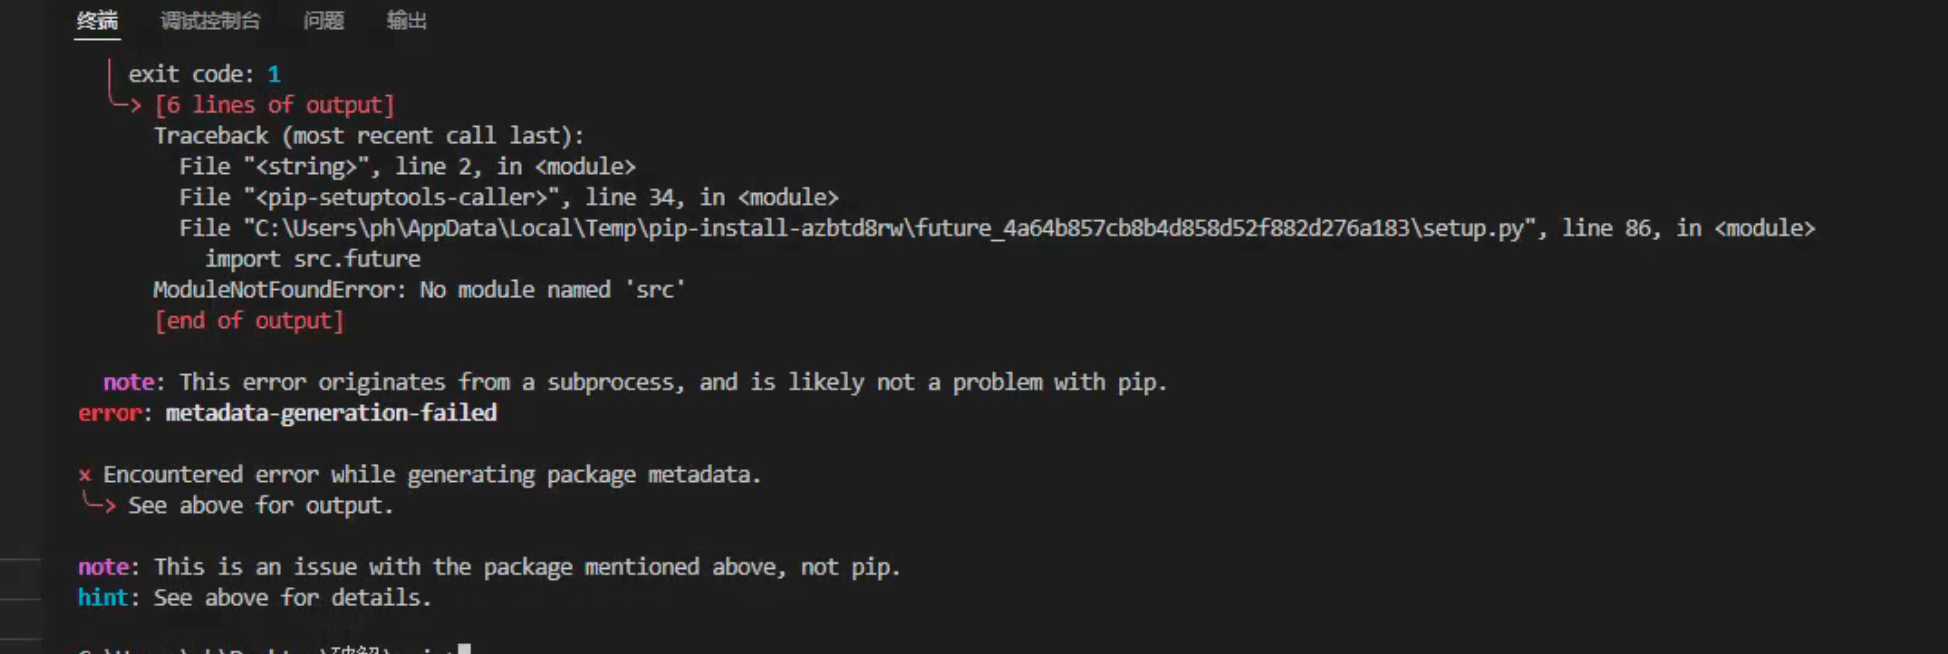 终端 调试控制台 问题 输出
exit code: 1
[6 lines of output]
Traceback (most recent call last):
File "<string>", line 2, in <module>
File "<pip-setuptools-caller>", line 34, in <module>
File "C:\Users\ph\AppData\Local\Temp\pip-install-azbtd8rw\future_4a64b857cb8b4d858d52f882d276a183\setup.py", line 86, in <module>
import src.future
ModuleNotFoundError: No module named 'src'
[end of output]
note: This error originates from a subprocess, and is likely not a problem with pip.
error: metadata-generation-failed
× Encountered error while generating package metadata.
╰─> See above for output.
note: This is an issue with the package mentioned above, not pip.
hint: See above for details.